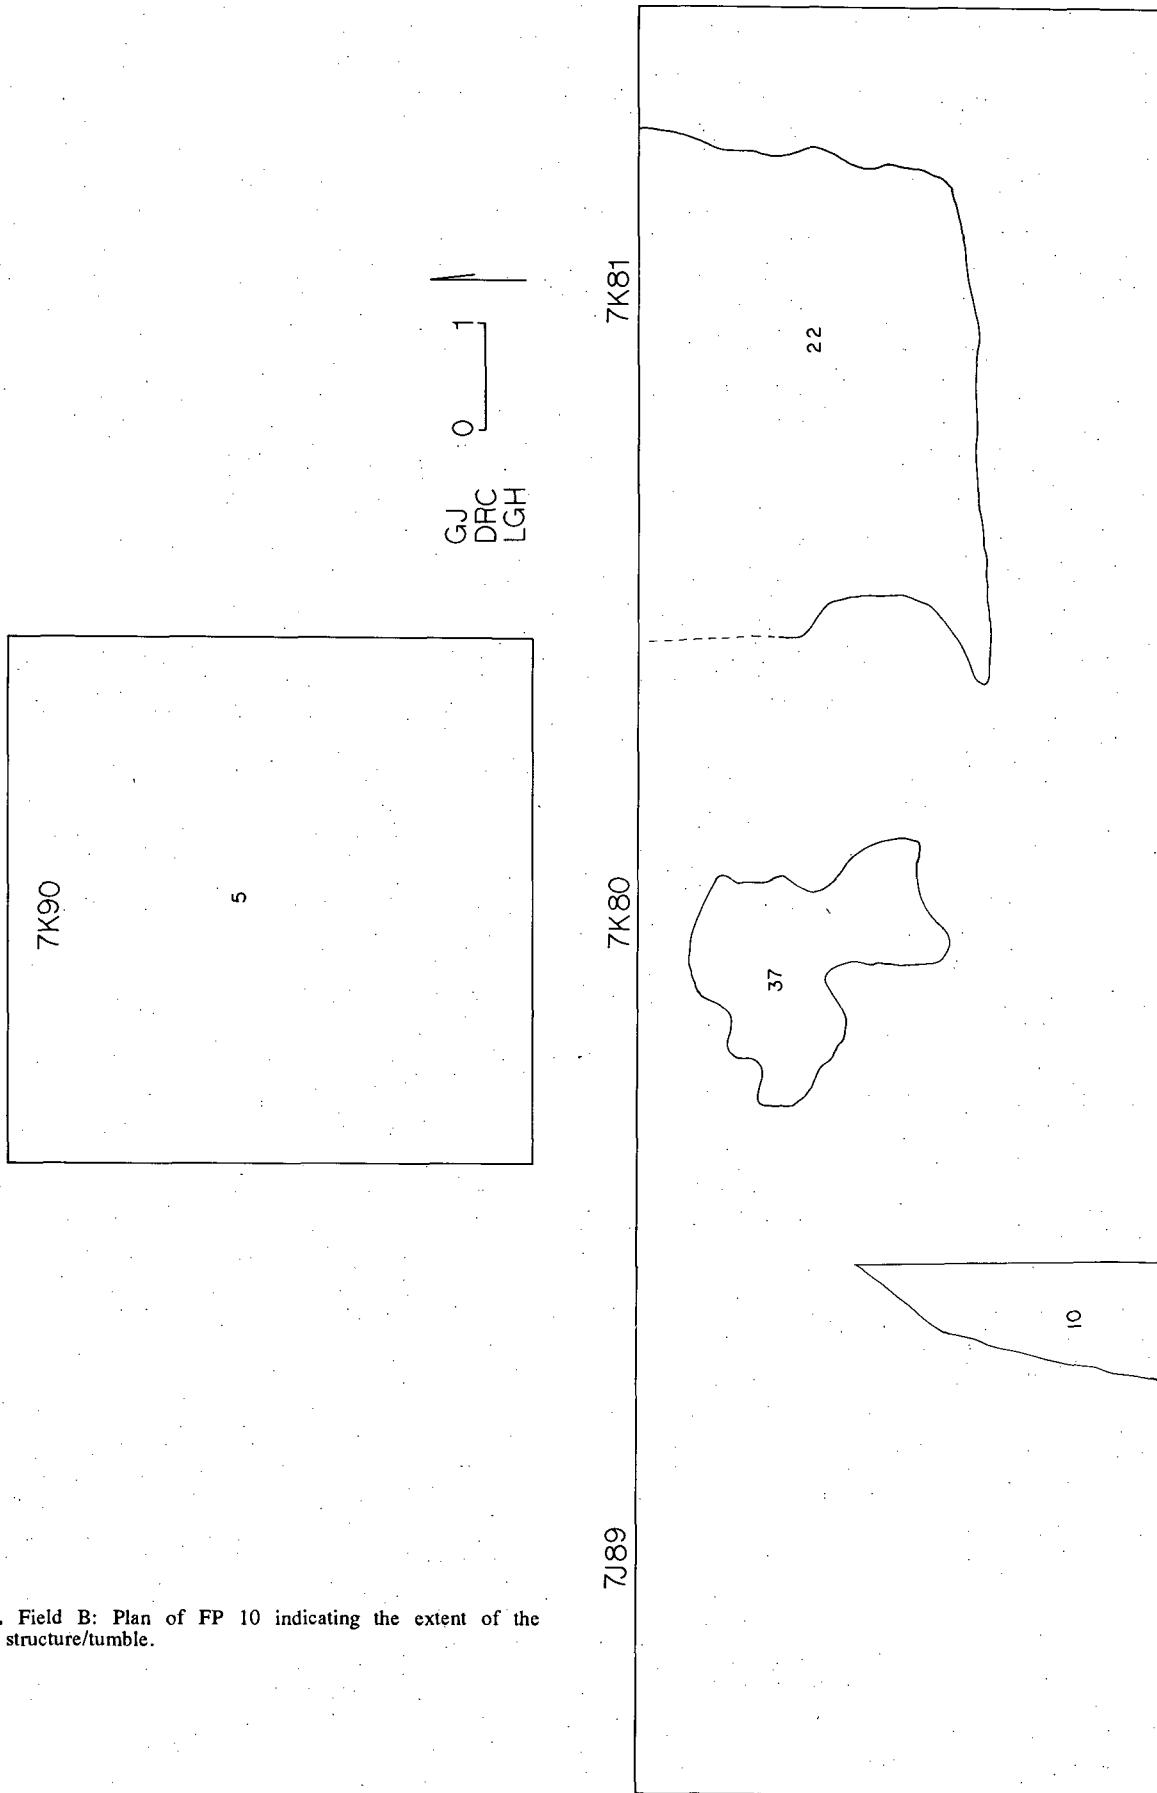 7K90
5
GJ
DRC
LGH
0 1
7K81
22
7K80
37
10
7J89
. Field B: Plan of FP 10 indicating the extent of the
structure/tumble.